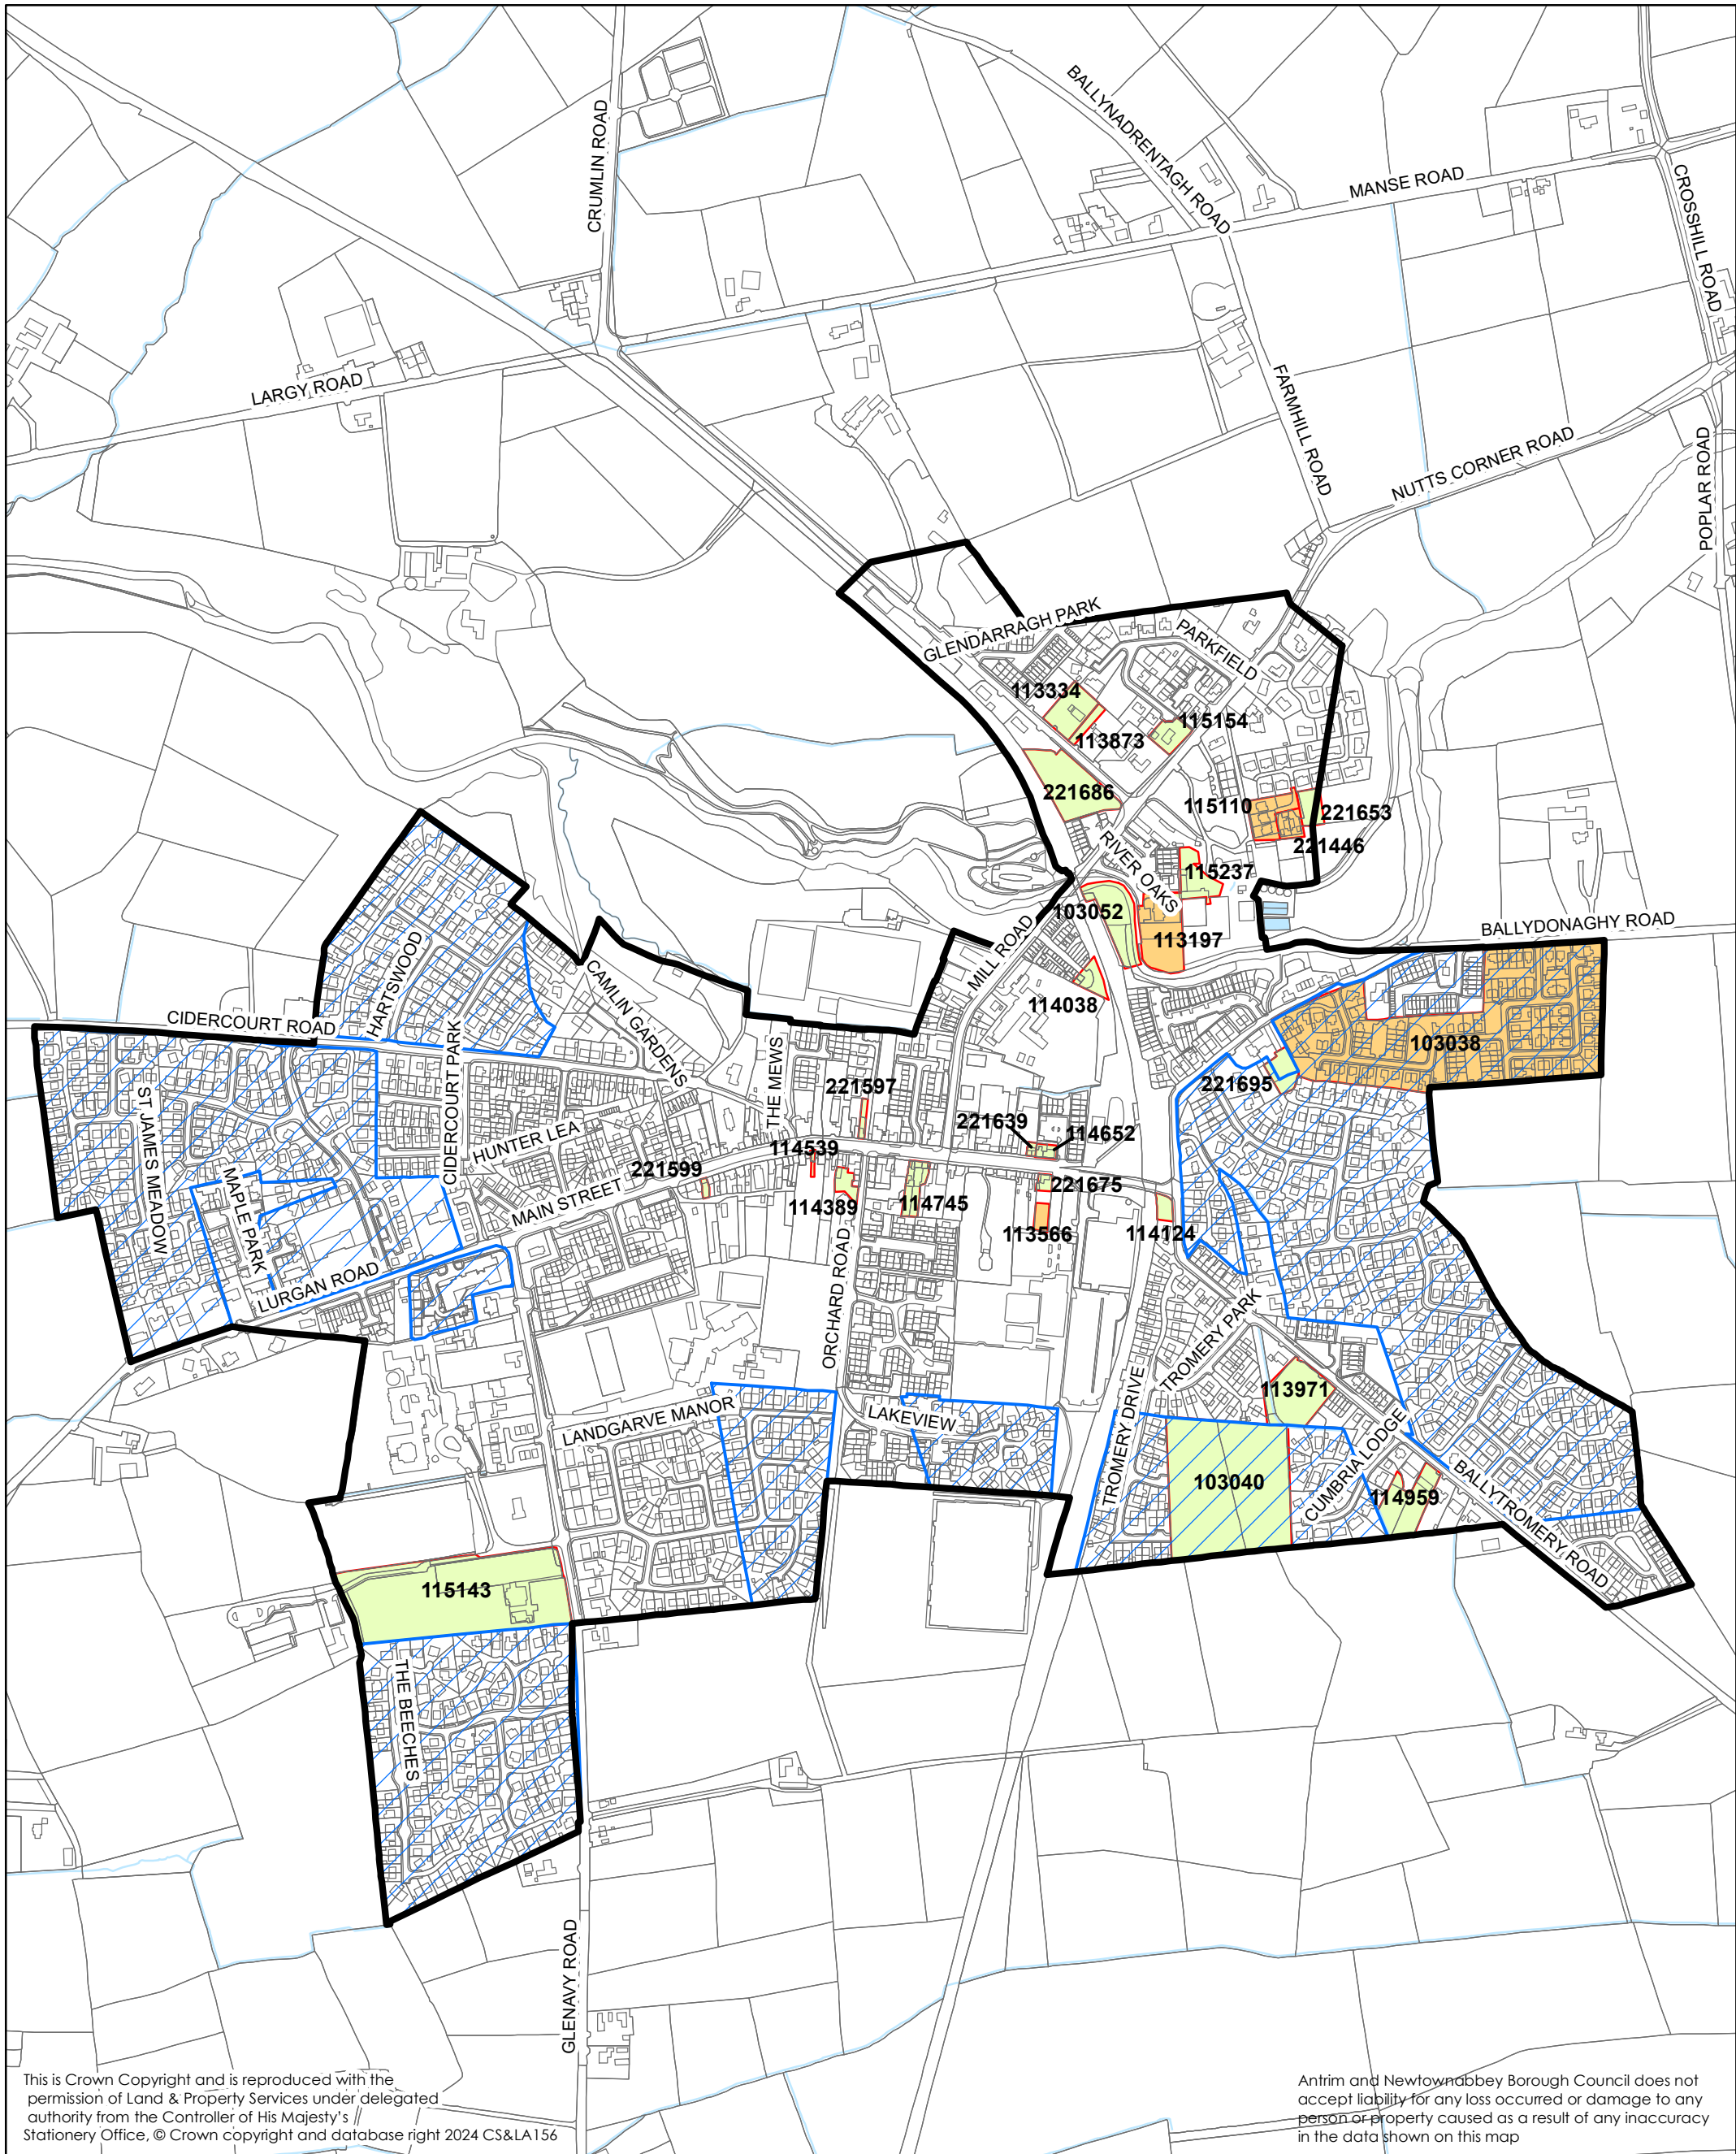 CRUMLIN ROAD
BALLYNADRENTAGH ROAD
MANSE ROAD
CROSSHILL ROAD
LARGY ROAD
FARMHILL ROAD
NUTTS CORNER ROAD
POPLAR ROAD
GLENDARRAGH PARK
PARKFIELD
113334
115154
113873
221686
115110
221653
221446
RIVER OAKS
115237
103052
113197
BALLYDONAGHY ROAD
MILL ROAD
114038
HARTSWOOD
CAMLIN GARDENS
CIDERCOURT ROAD
CIDERCOURT PARK
THE MEWS
103038
221695
221597
ST. JAMES MEADOW
HUNTER LEA
221639
114652
114539
221599
MAPLE PARK
MAIN STREET
114389
114745
221675
113566
114124
LURGAN ROAD
ORCHARD ROAD
TROMERY PARK
TROMERY DRIVE
113971
LANDGARVE MANOR
LAKEVIEW
CUMBRIA LODGE
103040
114959
BALLYTROMERY ROAD
115143
THE BEECHES
GLENAVY ROAD
This is Crown Copyright and is reproduced with the
permission of Land & Property Services under delegated
authority from the Controller of His Majesty's
Stationery Office, © Crown copyright and database right 2024 CS&LA156
Antrim and Newtownabbey Borough Council does not
accept liability for any loss occurred or damage to any
person or property caused as a result of any inaccuracy
in the data shown on this map